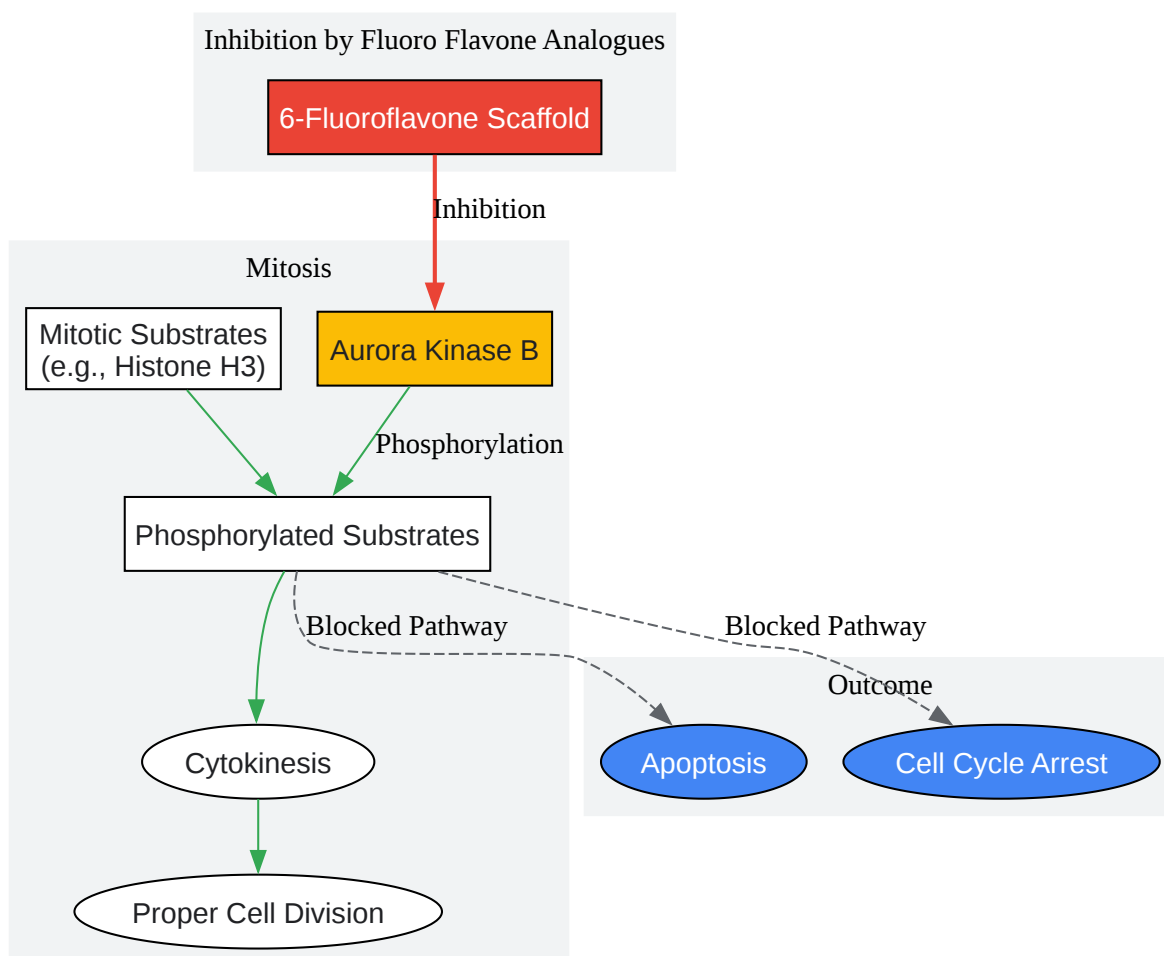 Inhibition by Fluoro Flavone Analogues
6-Fluoroflavone Scaffold
Inhibition
Mitosis
Mitotic Substrates
(e.g., Histone H3)
Aurora Kinase B
Phosphorylation
Phosphorylated Substrates
Blocked Pathway
Blocked Pathway
Outcome
Cytokinesis
Apoptosis
Cell Cycle Arrest
Proper Cell Division